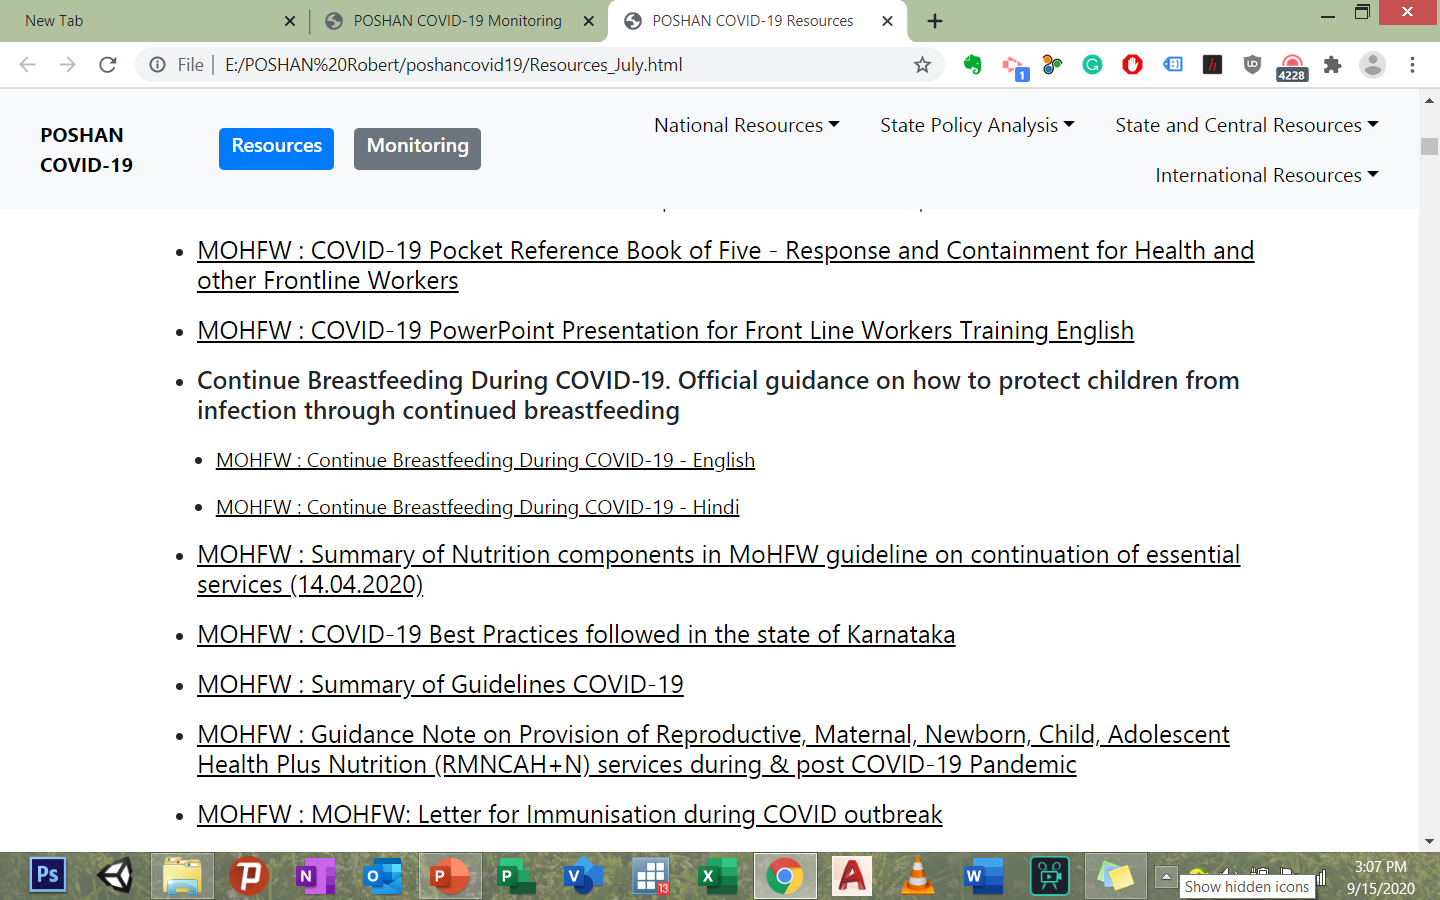 New Tab
POSHAN COVID-19 Monitoring
POSHAN COVID-19 Resources
File
E:/POSHAN%20Robert/poshancovid19/Resources_July.html
1
4228
POSHAN
COVID-19
Resources
Monitoring
National Resources
State Policy Analysis
State and Central Resources
International Resources
MOHFW : COVID-19 Pocket Reference Book of Five - Response and Containment for Health and
other Frontline Workers
MOHFW : COVID-19 PowerPoint Presentation for Front Line Workers Training English
Continue Breastfeeding During COVID-19. Official guidance on how to protect children from
infection through continued breastfeeding
MOHFW : Continue Breastfeeding During COVID-19 - English
MOHFW : Continue Breastfeeding During COVID-19 - Hindi
MOHFW : Summary of Nutrition components in MoHFW guideline on continuation of essential
services (14.04.2020)
MOHFW : COVID-19 Best Practices followed in the state of Karnataka
MOHFW : Summary of Guidelines COVID-19
MOHFW : Guidance Note on Provision of Reproductive, Maternal, Newborn, Child, Adolescent
Health Plus Nutrition (RMNCAH+N) services during & post COVID-19 Pandemic
MOHFW : MOHFW: Letter for Immunisation during COVID outbreak
Ps
N
P
P
V
13
X
W
3:07 PM
Show hidden icons
9/15/2020